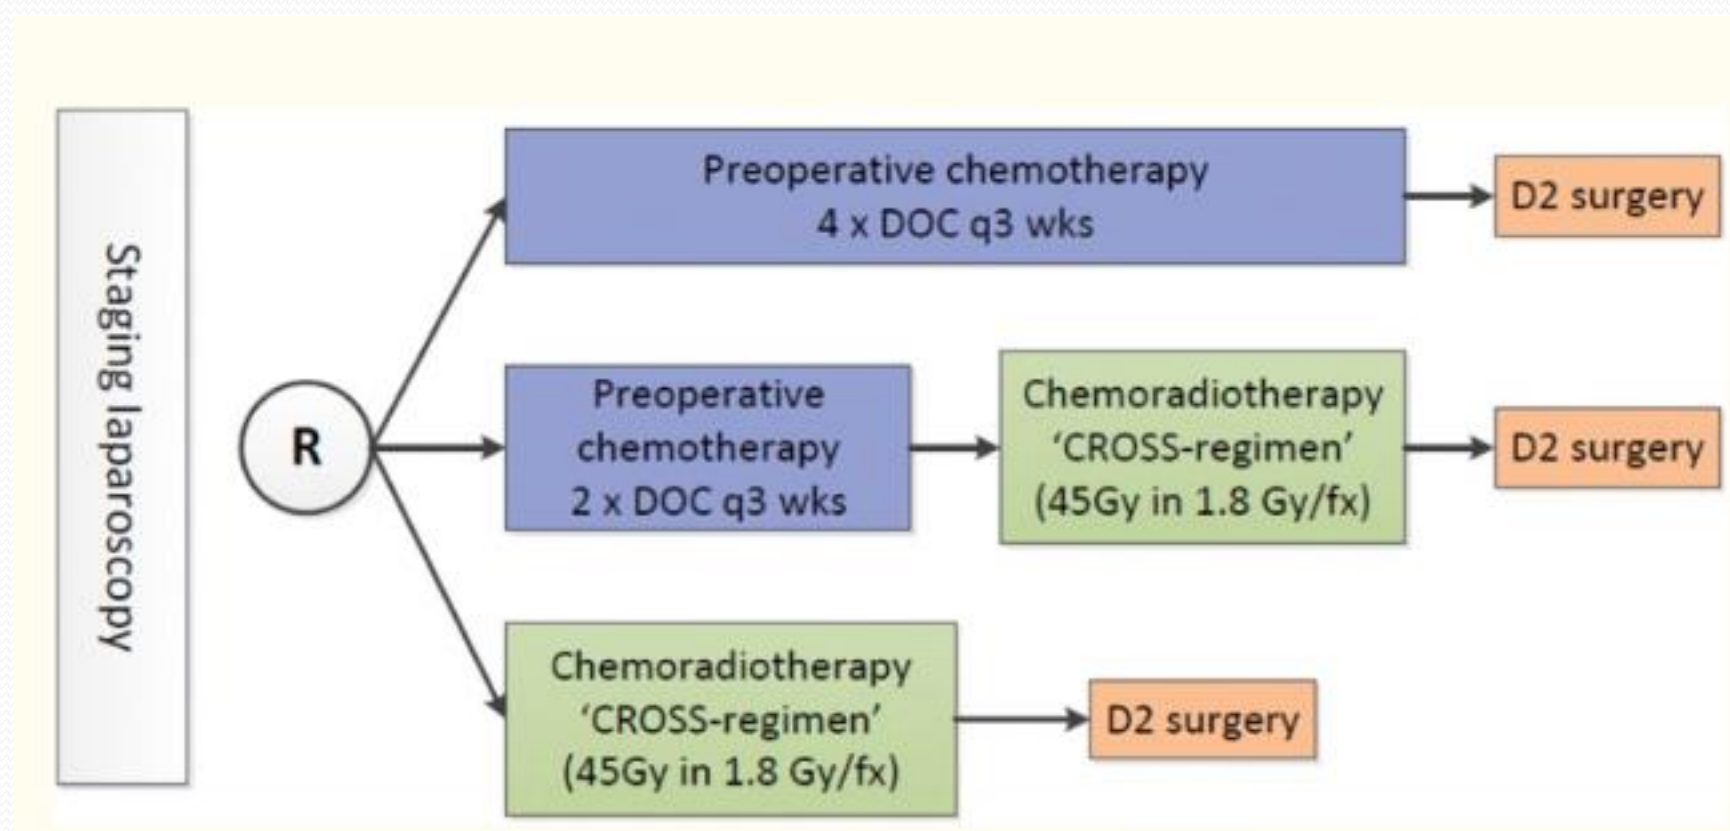 Staging laparoscopy
R
Preoperative chemotherapy
4 x DOC q3 wks
D2 surgery
Preoperative
chemotherapy
2 x DOC q3 wks
Chemoradiotherapy
‘CROSS-regimen’
(45Gy in 1.8 Gy/fx)
D2 surgery
Chemoradiotherapy
‘CROSS-regimen’
(45Gy in 1.8 Gy/fx)
D2 surgery